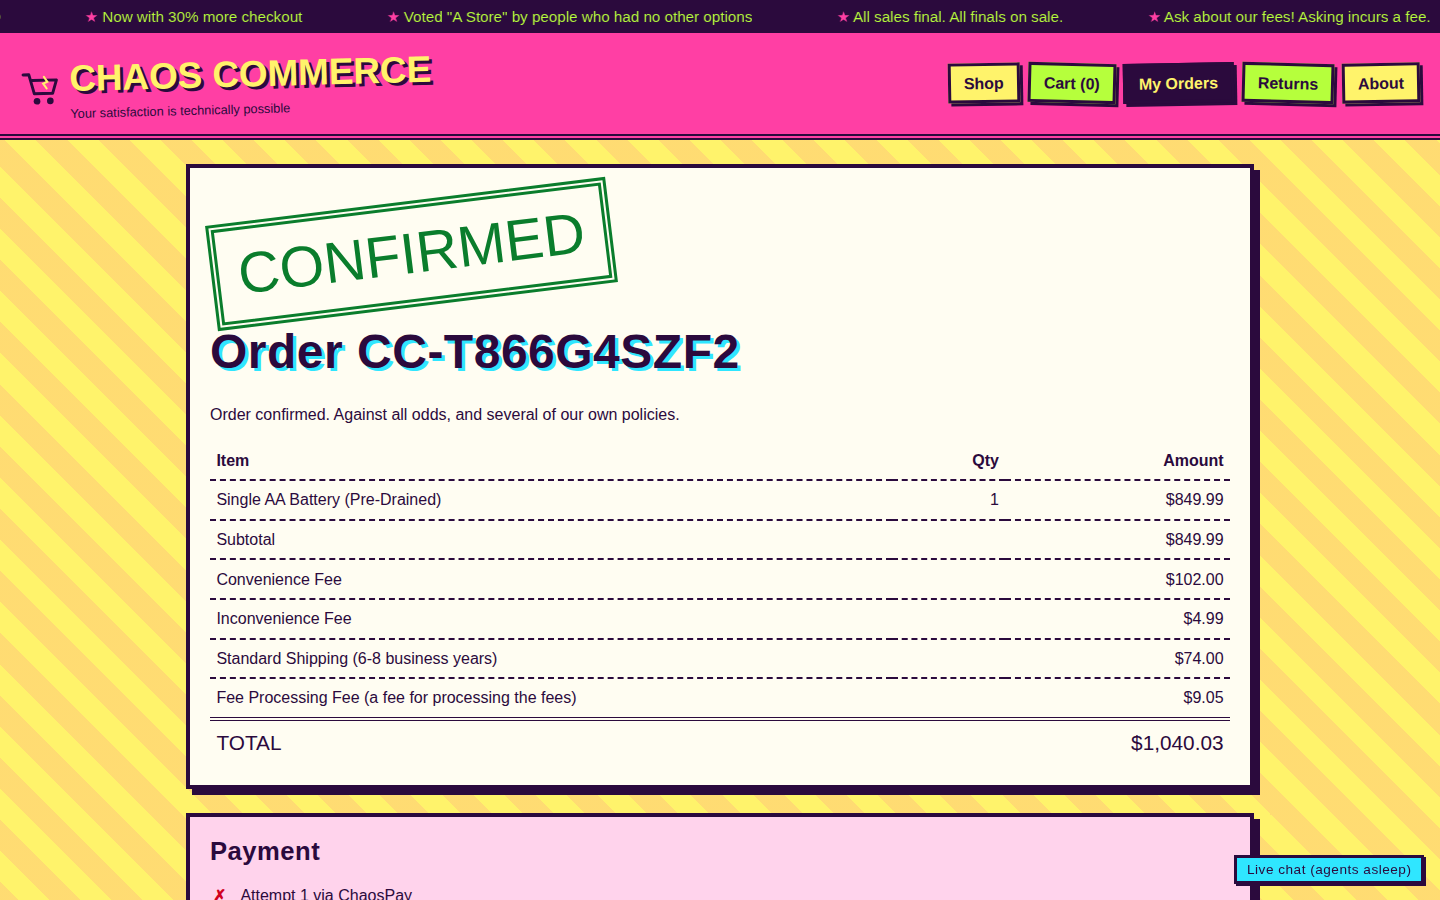 ★ Now with 30% more checkout ★ Voted "A Store" by people who had no other options ★ All sales final. All finals on sale. ★ Ask about our fees! Asking incurs a fee.
CHAOS COMMERCE
Your satisfaction is technically possible
Shop Cart (0) My Orders Returns About
CONFIRMED
Order CC-T866G4SZF2
Order confirmed. Against all odds, and several of our own policies.
Item Qty Amount
Single AA Battery (Pre-Drained) 1 $849.99
Subtotal $849.99
Convenience Fee $102.00
Inconvenience Fee $4.99
Standard Shipping (6-8 business years) $74.00
Fee Processing Fee (a fee for processing the fees) $9.05
TOTAL $1,040.03
Payment
✗ Attempt 1 via ChaosPay
Live chat (agents asleep)